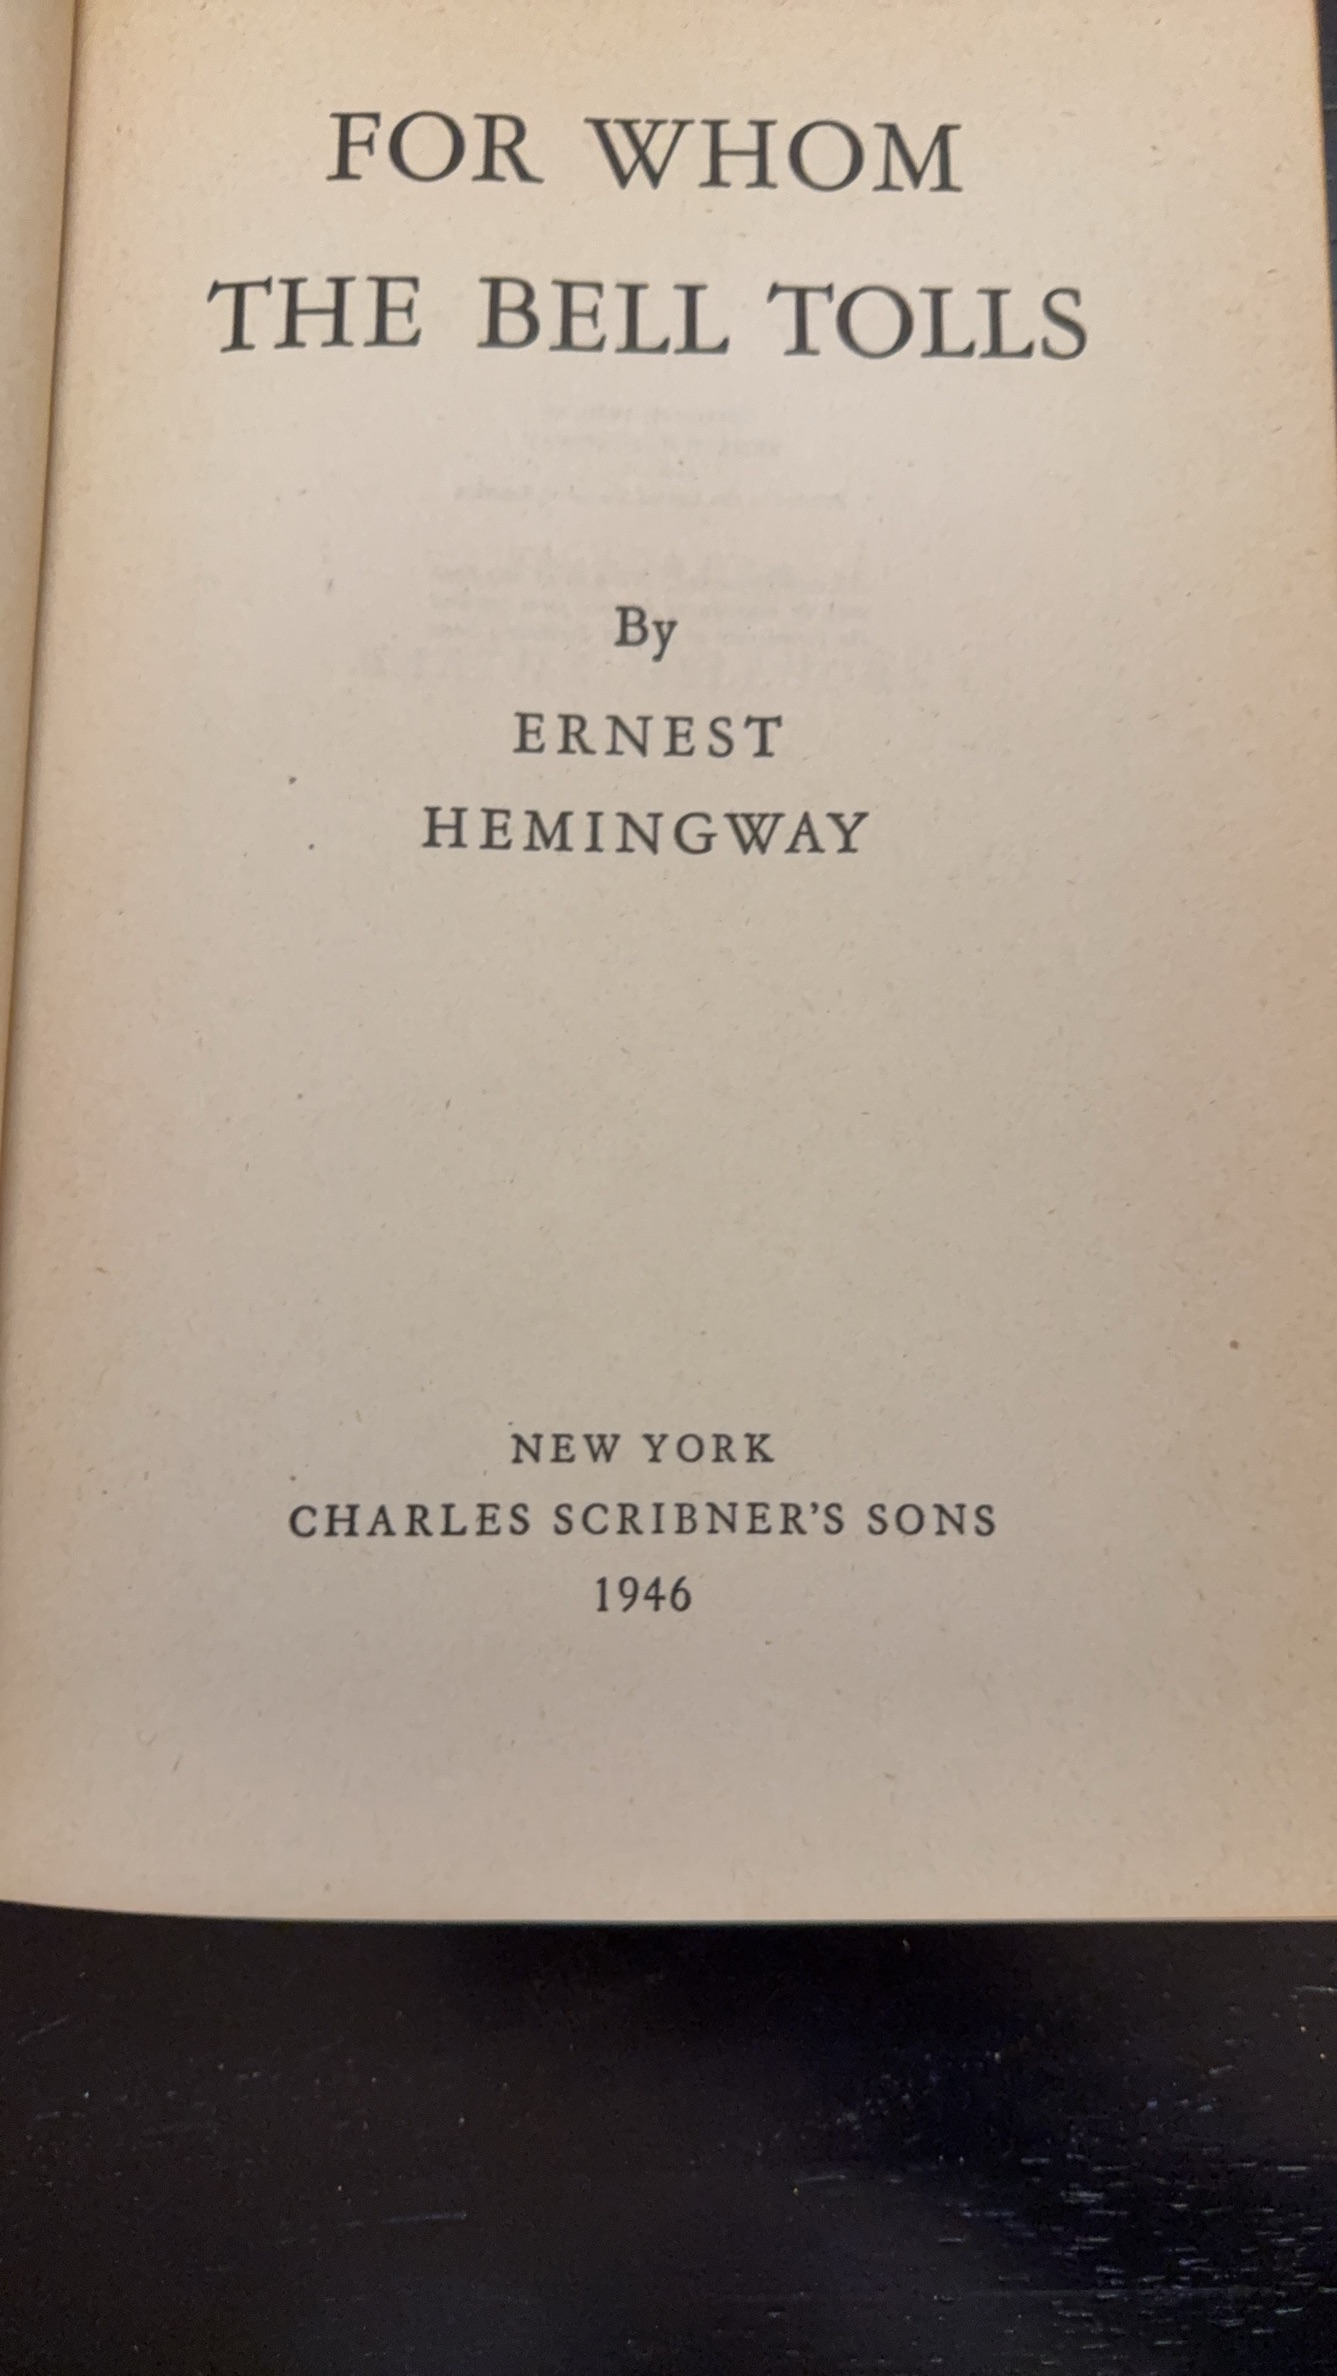 FOR WHOM
THE BELL TOLLS
By
ERNEST
HEMINGWAY
NEW YORK
CHARLES SCRIBNER'S SONS
1946